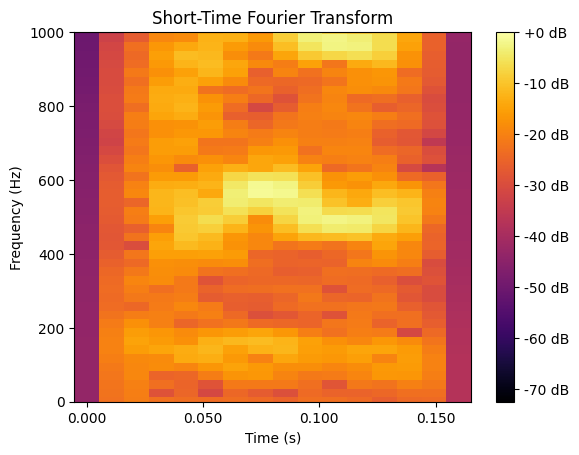 Short-Time Fourier Transform
1000
800
600
400
200
0
Frequency (Hz)
0.000
0.050
0.100
0.150
Time (s)
+0 dB
-10 dB
-20 dB
-30 dB
-40 dB
-50 dB
-60 dB
-70 dB